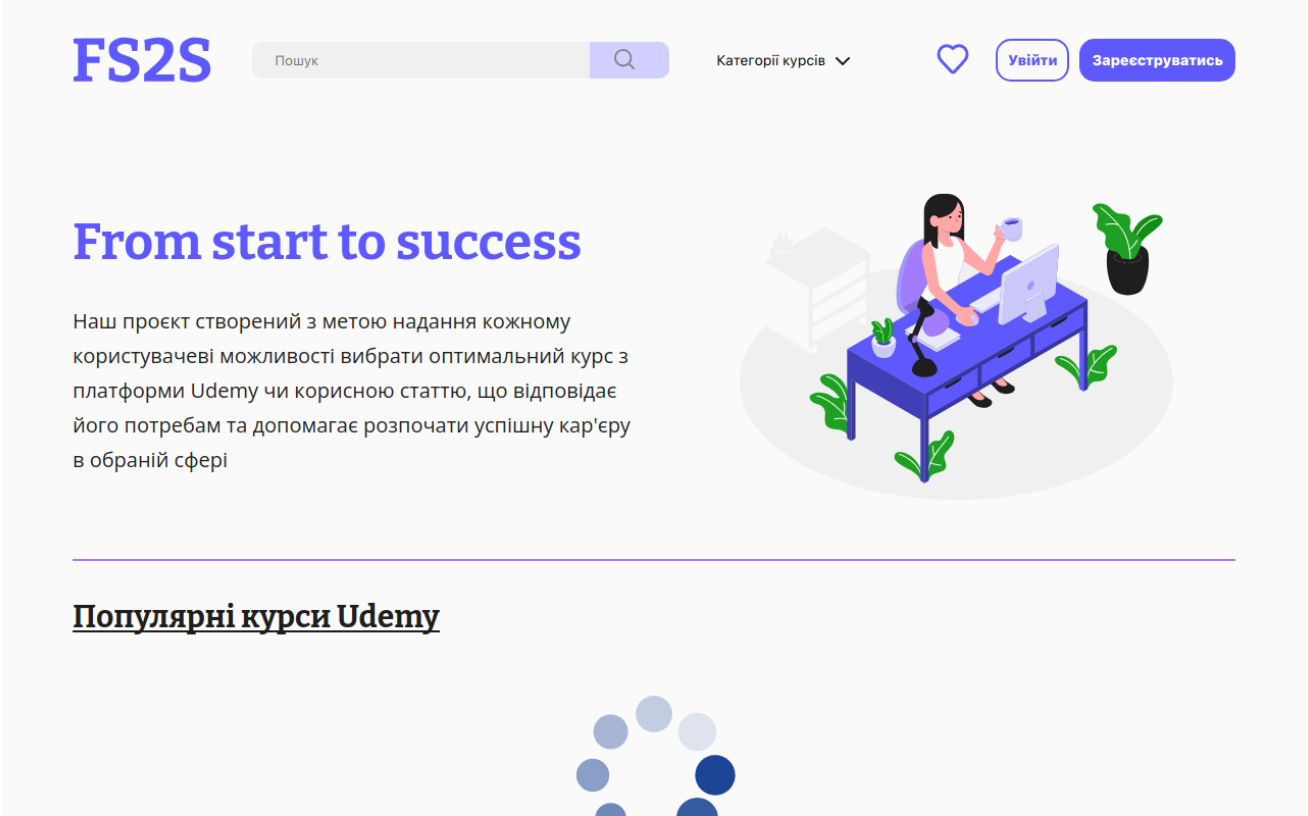 FS2S
Пошук
Категорії курсів
Увійти
Зареєструватись
From start to success
Наш проєкт створений з метою надання кожному
користувачеві можливості вибрати оптимальний курс з
платформи Udemy чи корисною статтю, що відповідає
його потребам та допомагає розпочати успішну кар'єру
в обраній сфері
Популярні курси Udemy